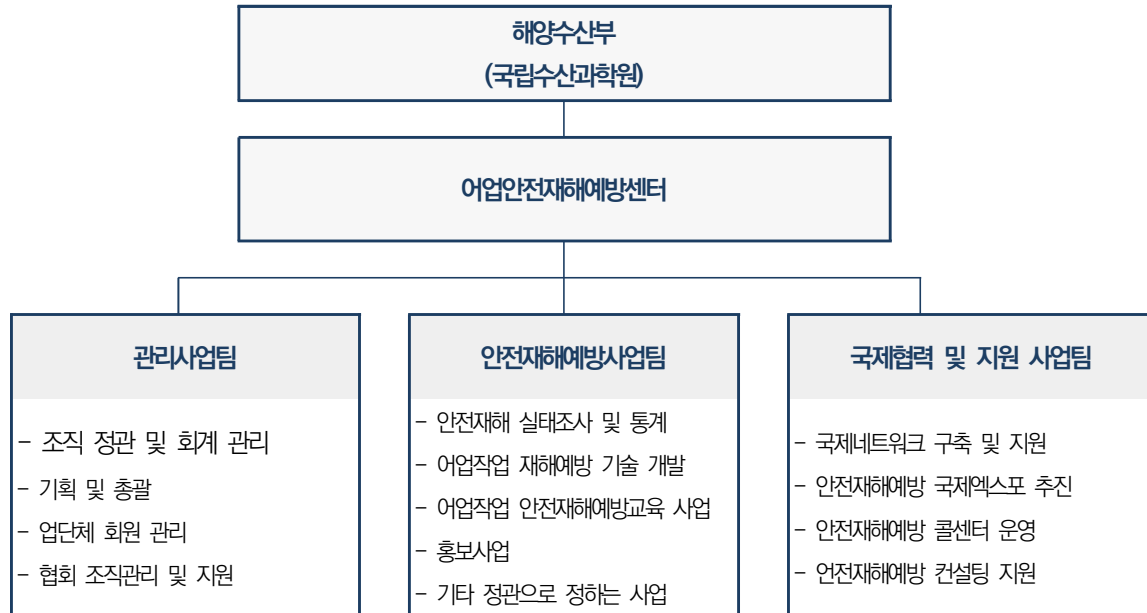 해양수산부
(국립수산과학원)
어업안전재해예방센터
관리사업팀
- 조직 정관 및 회계 관리
- 기획 및 총괄
- 업단체 회원 관리
- 협회 조직관리 및 지원
안전재해예방사업팀
- 안전재해 실태조사 및 통계
- 어업작업 재해예방 기술 개발
- 어업작업 안전재해예방교육 사업
- 홍보사업
- 기타 정관으로 정하는 사업
국제협력 및 지원 사업팀
- 국제네트워크 구축 및 지원
- 안전재해예방 국제엑스포 추진
- 안전재해예방 콜센터 운영
- 언전재해예방 컨설팅 지원